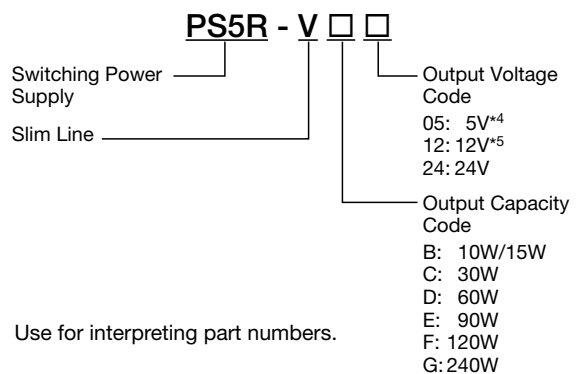 PS5R - V □ □
Switching Power
Supply
Slim Line
Output Voltage
Code
05: 5V*4
12: 12V*5
24: 24V
Output Capacity
Code
B: 10W/15W
C: 30W
D: 60W
E: 90W
F: 120W
G: 240W
Use for interpreting part numbers.